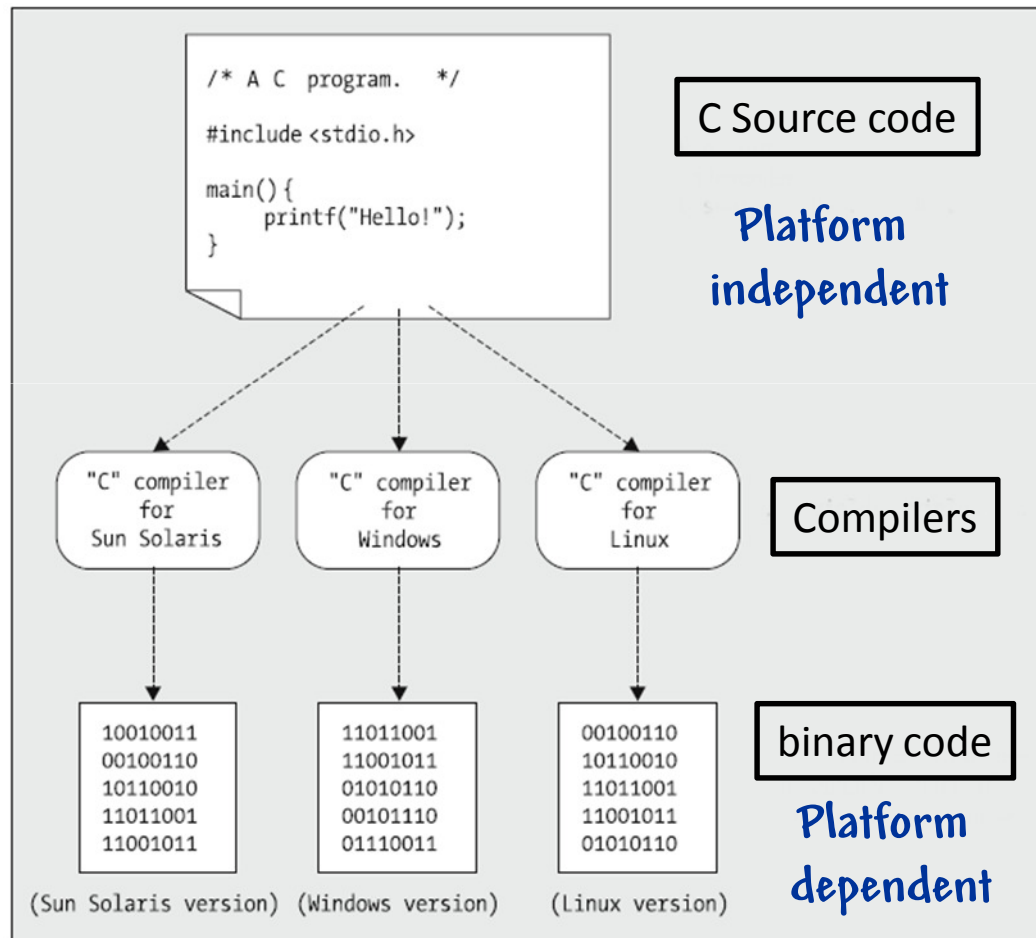 /* A C program. */
#include <stdio.h>
main() {
printf("Hello!");
}
C Source code
Platform
independent
"C" compiler
for
Sun Solaris
"C" compiler
for
Windows
"C" compiler
for
Linux
Compilers
10010011
00100110
10110010
11011001
11001011
11011001
11001011
01010110
00101110
01110011
00100110
10110010
11011001
11001011
01010110
binary code
Platform
dependent
(Sun Solaris version)
(Windows version)
(Linux version)